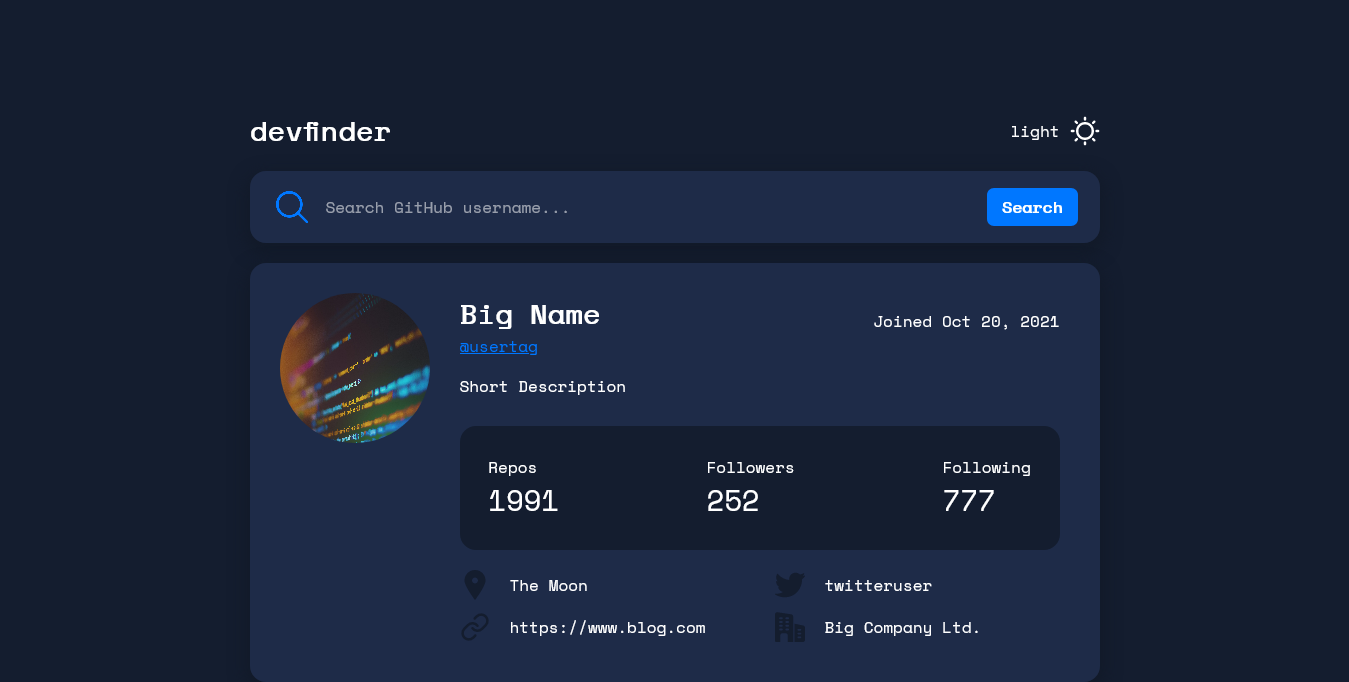 devfinder
light
Search GitHub username...
Search
Big Name
Joined Oct 20, 2021
@usertag
Short Description
Repos Followers Following
1991 252 777
The Moon twitteruser
https://www.blog.com Big Company Ltd.